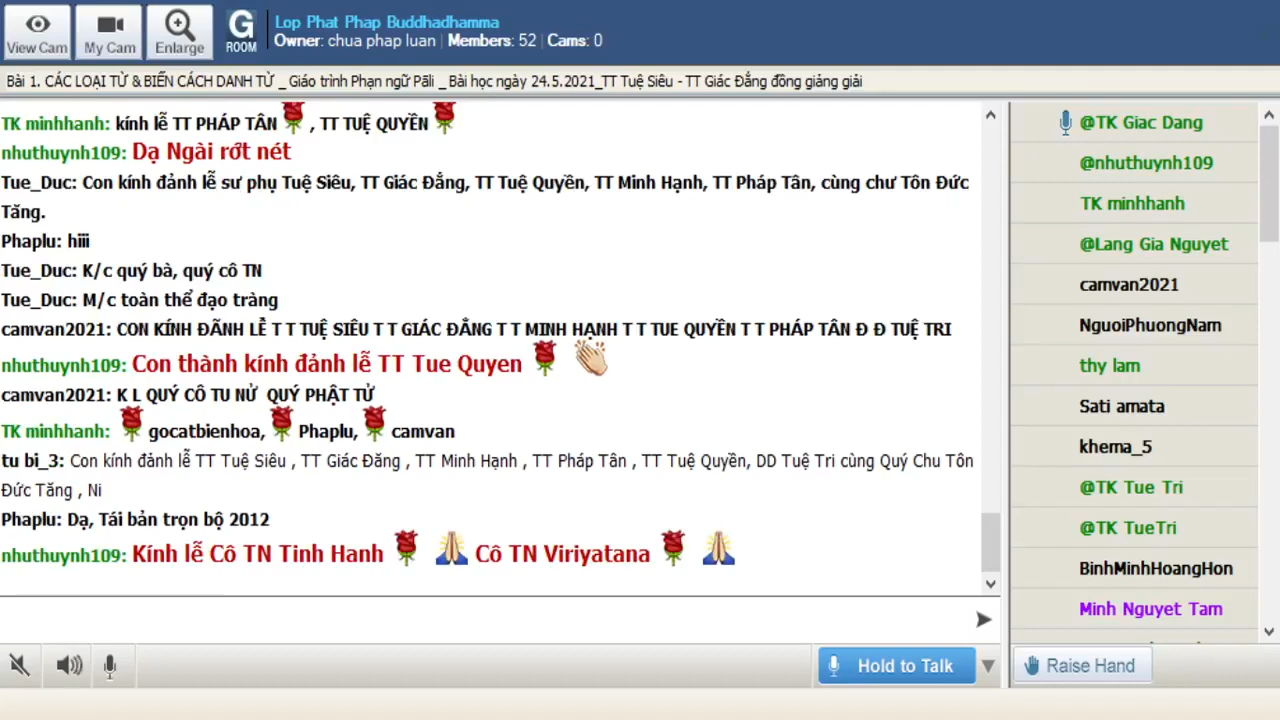 View Cam
My Cam
Enlarge
G
ROOM
Lop Phat Phap Buddhadhamma
Owner: chua phap luan | Members: 52 | Cams: 0
Bài 1. CÁC LOẠI TỪ & BIẾN CÁCH DANH TỪ _ Giáo trình Phạn ngữ Pāli _ Bài học ngày 24.5.2021_TT Tuệ Siêu - TT Giác Đẳng đồng giảng giải
TK minhhanh: kính lễ TT PHÁP TÂN🌹, TT TUỆ QUYỀN🌹
nhuthuynh109: Dạ Ngài rớt nét
Tue_Duc: Con kính đảnh lễ sư phụ Tuệ Siêu, TT Giác Đẳng, TT Tuệ Quyền, TT Minh Hạnh, TT Pháp Tân, cùng chư Tôn Đức
Tăng.
Phaplu: hiii
Tue_Duc: K/c quý bà, quý cô TN
Tue_Duc: M/c toàn thể đạo tràng
camvan2021: CON KÍNH ĐÃNH LỄ T T TUỆ SIÊU T T GIÁC ĐẲNG T T MINH HẠNH T T TUE QUYỀN T T PHÁP TÂN Đ Đ TUỆ TRI
nhuthuynh109: Con thành kính đảnh lễ TT Tue Quyen 🌹 👏
camvan2021: K L QUÝ CÔ TU NỬ QUÝ PHẬT TỬ
TK minhhanh: 🌹gocatbienhoa, 🌹Phaplu, 🌹camvan
tu bi_3: Con kính đảnh lễ TT Tuệ Siêu , TT Giác Đăng , TT Minh Hạnh , TT Pháp Tân , TT Tuệ Quyền, DD Tuệ Tri cùng Quý Chu Tôn
Đức Tăng , Ni
Phaplu: Dạ, Tái bản trọn bộ 2012
nhuthuynh109: Kính lễ Cô TN Tinh Hanh 🌹 🙏 Cô TN Viriyatana 🌹 🙏
@TK Giac Dang
@nhuthuynh109
TK minhhanh
@Lang Gia Nguyet
camvan2021
NguoiPhuongNam
thy lam
Sati amata
khema_5
@TK Tue Tri
@TK TueTri
BinhMinhHoangHon
Minh Nguyet Tam
Hold to Talk
Raise Hand